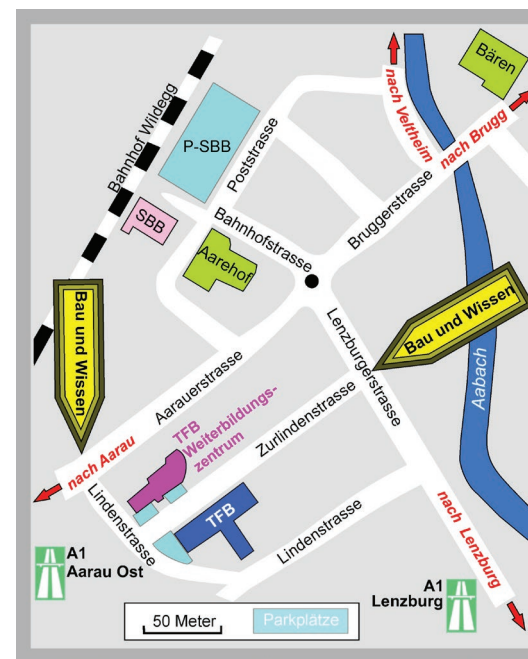 Bären
nach Veltheim
nach Brugg
Bahnhof Wildegg
P-SBB
Poststrasse
SBB
Bahnhofstrasse
Bruggerstrasse
Aarehof
Bau und Wissen
Bau und Wissen
Lenzburgerstrasse
Aabach
Aarauerstrasse
TFB
Weiterbildungs-
zentrum
Zurlindenstrasse
nach Aarau
Lindenstrasse
TFB
Lindenstrasse
nach Lenzburg
A1
Aarau Ost
A1
Lenzburg
50 Meter
Parkplätze